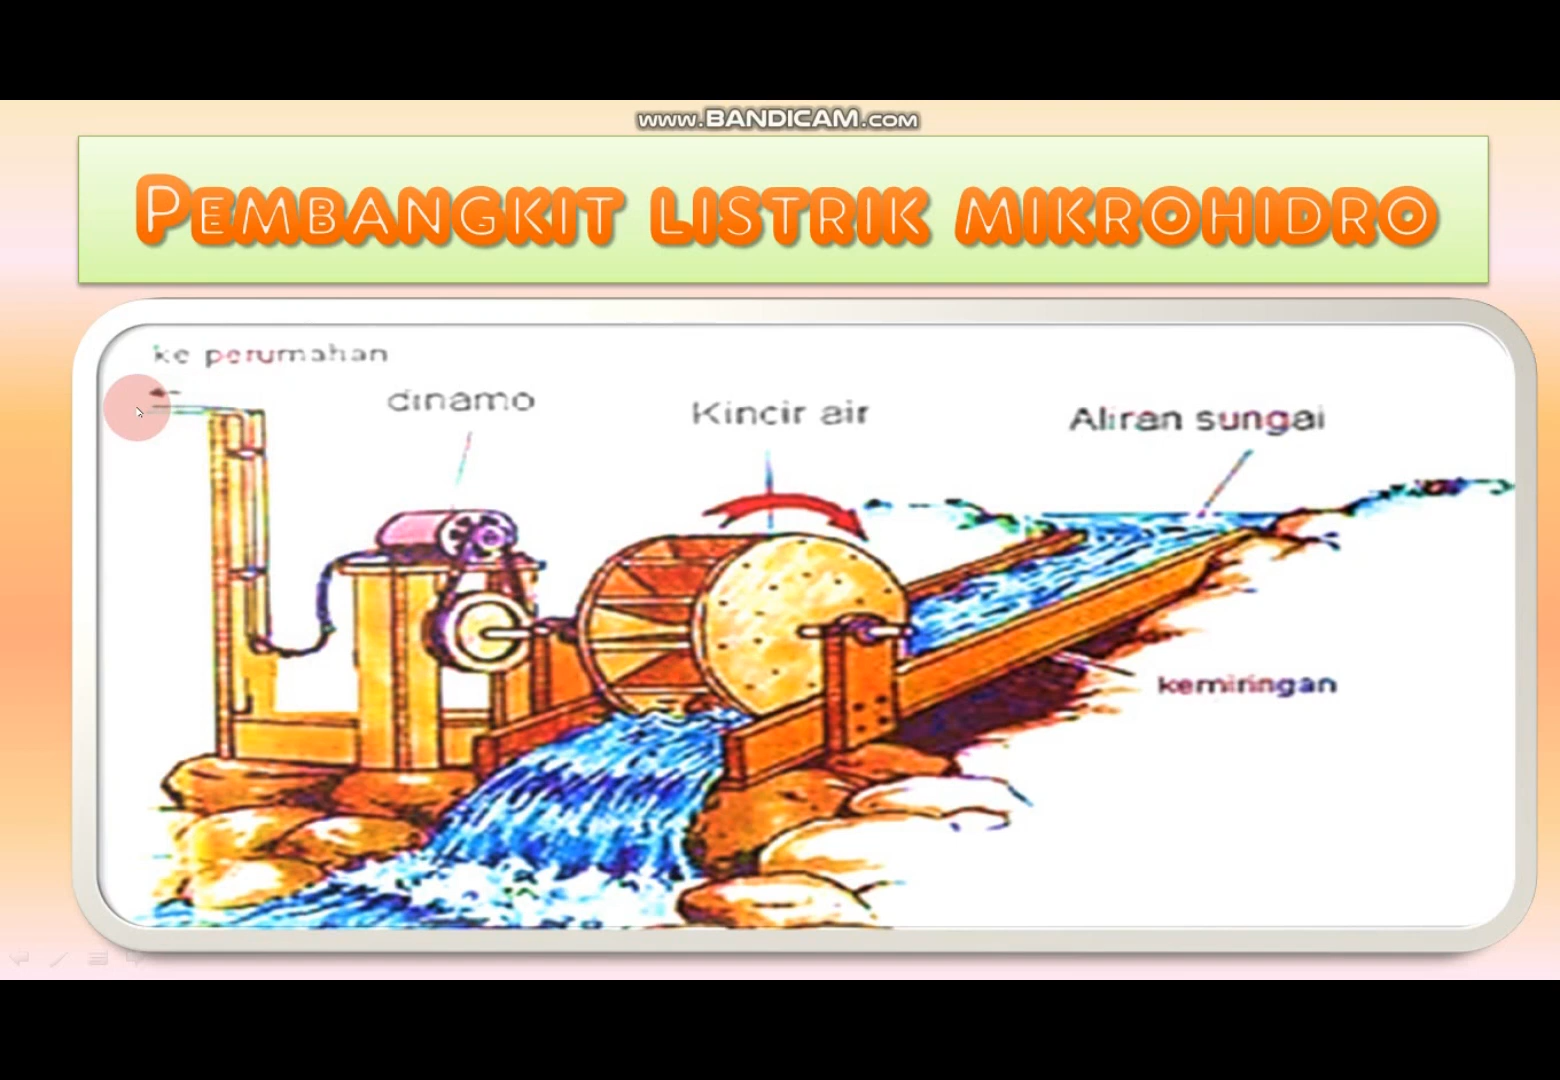 www.BANDICAM.com
PEMBANGKIT LISTRIK MIKROHIDRO
ke perumahan
dinamo
Kincir air
Aliran sungai
kemiringan